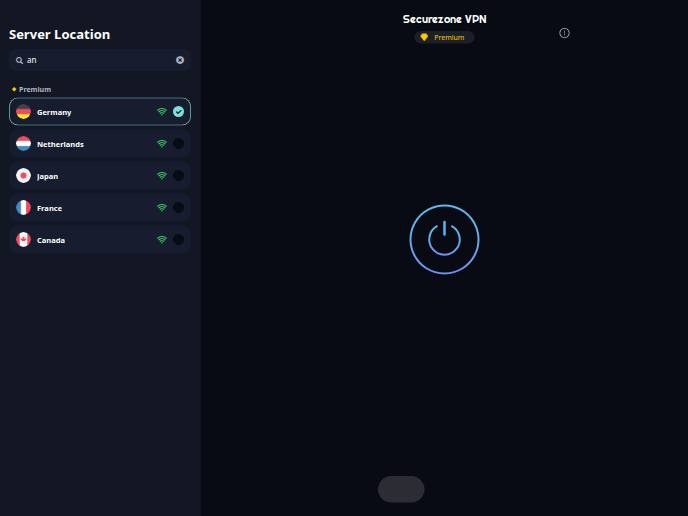 Securezone VPN
Premium
Server Location
an
Premium
Germany
Netherlands
Japan
France
Canada